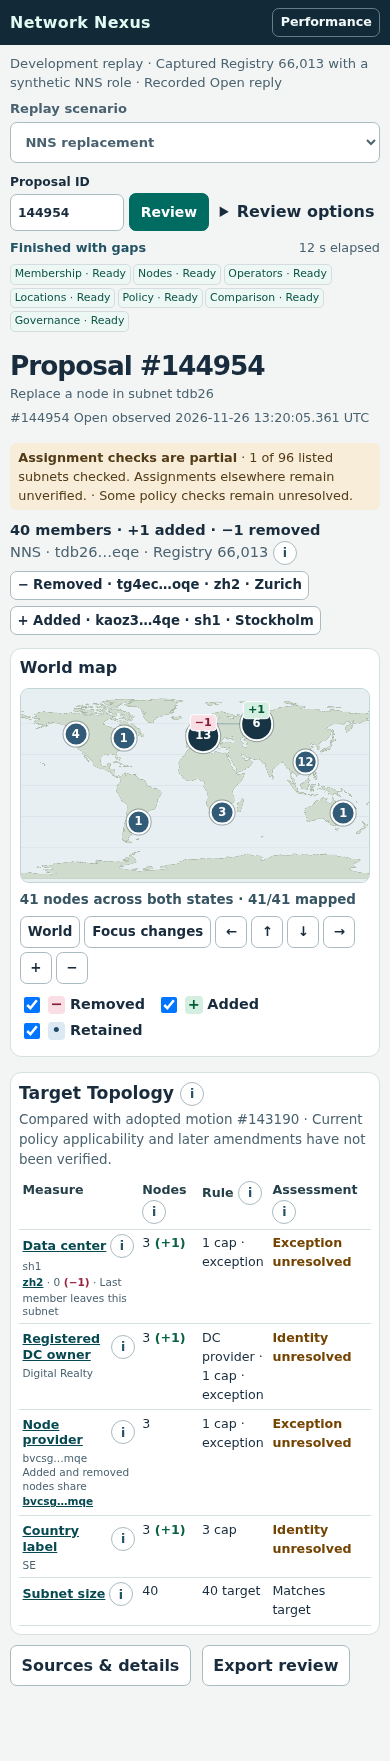 Network Nexus
Performance
Development replay · Captured Registry 66,013 with a
synthetic NNS role · Recorded Open reply
Replay scenario
NNS replacement
Proposal ID
144954
Review
▶ Review options
Finished with gaps
12 s elapsed
Membership · Ready
Nodes · Ready
Operators · Ready
Locations · Ready
Policy · Ready
Comparison · Ready
Governance · Ready
Proposal #144954
Replace a node in subnet tdb26
#144954 Open observed 2026-11-26 13:20:05.361 UTC
Assignment checks are partial · 1 of 96 listed
subnets checked. Assignments elsewhere remain
unverified. · Some policy checks remain unresolved.
40 members · +1 added · −1 removed
NNS · tdb26…eqe · Registry 66,013 i
− Removed · tg4ec…oqe · zh2 · Zurich
+ Added · kaoz3…4qe · sh1 · Stockholm
World map
4
1
−1
13
+1
6
12
1
3
1
41 nodes across both states · 41/41 mapped
World
Focus changes
←
↑
↓
→
+
−
− Removed
+ Added
• Retained
Target Topology i
Compared with adopted motion #143190 · Current
policy applicability and later amendments have not
been verified.
Measure
Nodes i
Rule i
Assessment i
Data center i
sh1
zh2 · 0 (−1) · Last
member leaves this
subnet
3 (+1)
1 cap ·
exception
Exception
unresolved
Registered
DC owner i
Digital Realty
3 (+1)
DC
provider ·
1 cap ·
exception
Identity
unresolved
Node
provider i
bvcsg…mqe
Added and removed
nodes share
bvcsg…mqe
3
1 cap ·
exception
Exception
unresolved
Country
label i
SE
3 (+1)
3 cap
Identity
unresolved
Subnet size i
40
40 target
Matches
target
Sources & details
Export review